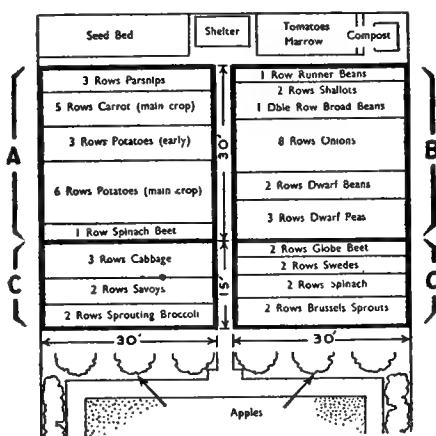 Seed Bed
Shelter
Tomatoes
Marrow
Compost
3 Rows Parsnips
5 Rows Carrot (main crop)
3 Rows Potatoes (early)
6 Rows Potatoes (main crop)
1 Row Spinach Beet
3 Rows Cabbage
2 Rows Savoys
2 Rows Sprouting Broccoli
1 Row Runner Beans
2 Rows Shallots
1 Dble Row Broad Beans
8 Rows Onions
2 Rows Dwarf Beans
3 Rows Dwarf Peas
2 Rows Globe Beet
2 Rows Swedes
2 Rows Spinach
2 Rows Brussels Sprouts
A
B
C
C
30'
15'
30'
30'
Apples